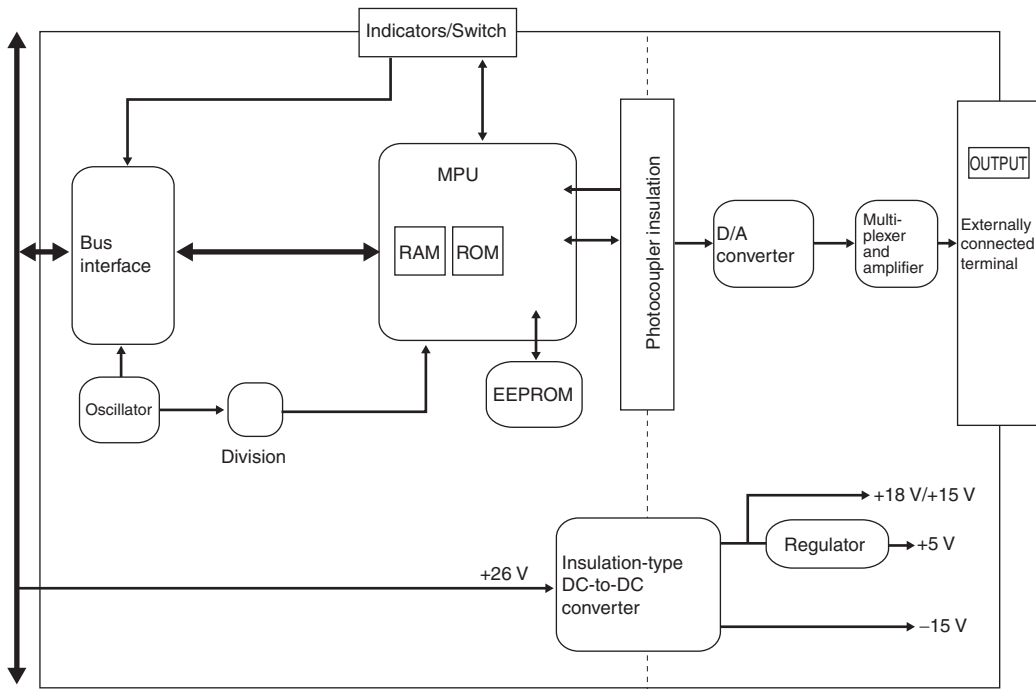 Indicators/Switch
MPU
RAM
ROM
Bus
interface
Oscillator
Division
EEPROM
Photocoupler insulation
D/A
converter
Multi-
plexer
and
amplifier
OUTPUT
Externally
connected
terminal
+26 V
Insulation-type
DC-to-DC
converter
+18 V/+15 V
Regulator
+5 V
−15 V